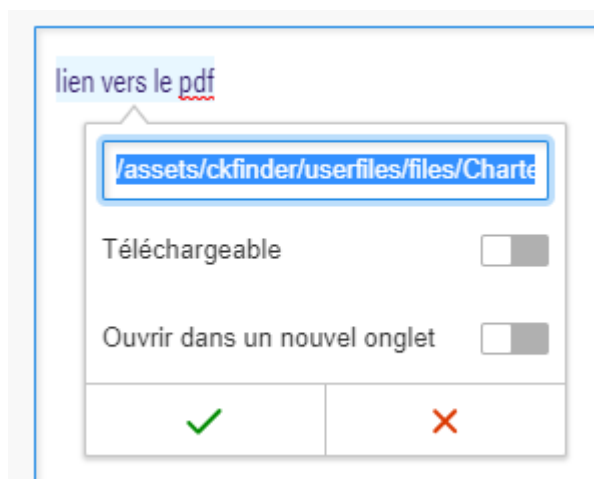 lien vers le pdf
/assets/ckfinder/userfiles/files/Charte
Téléchargeable
Ouvrir dans un nouvel onglet